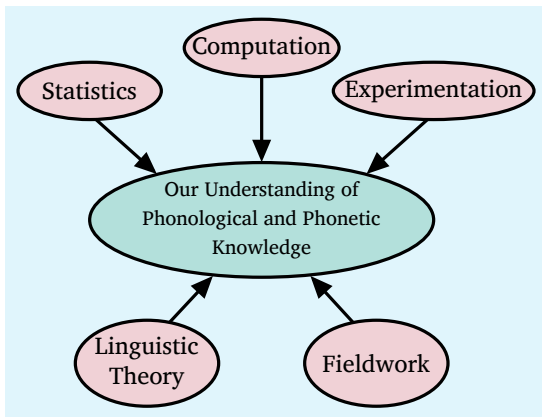 Computation
Statistics
Experimentation
Our Understanding of
Phonological and Phonetic
Knowledge
Linguistic
Theory
Fieldwork